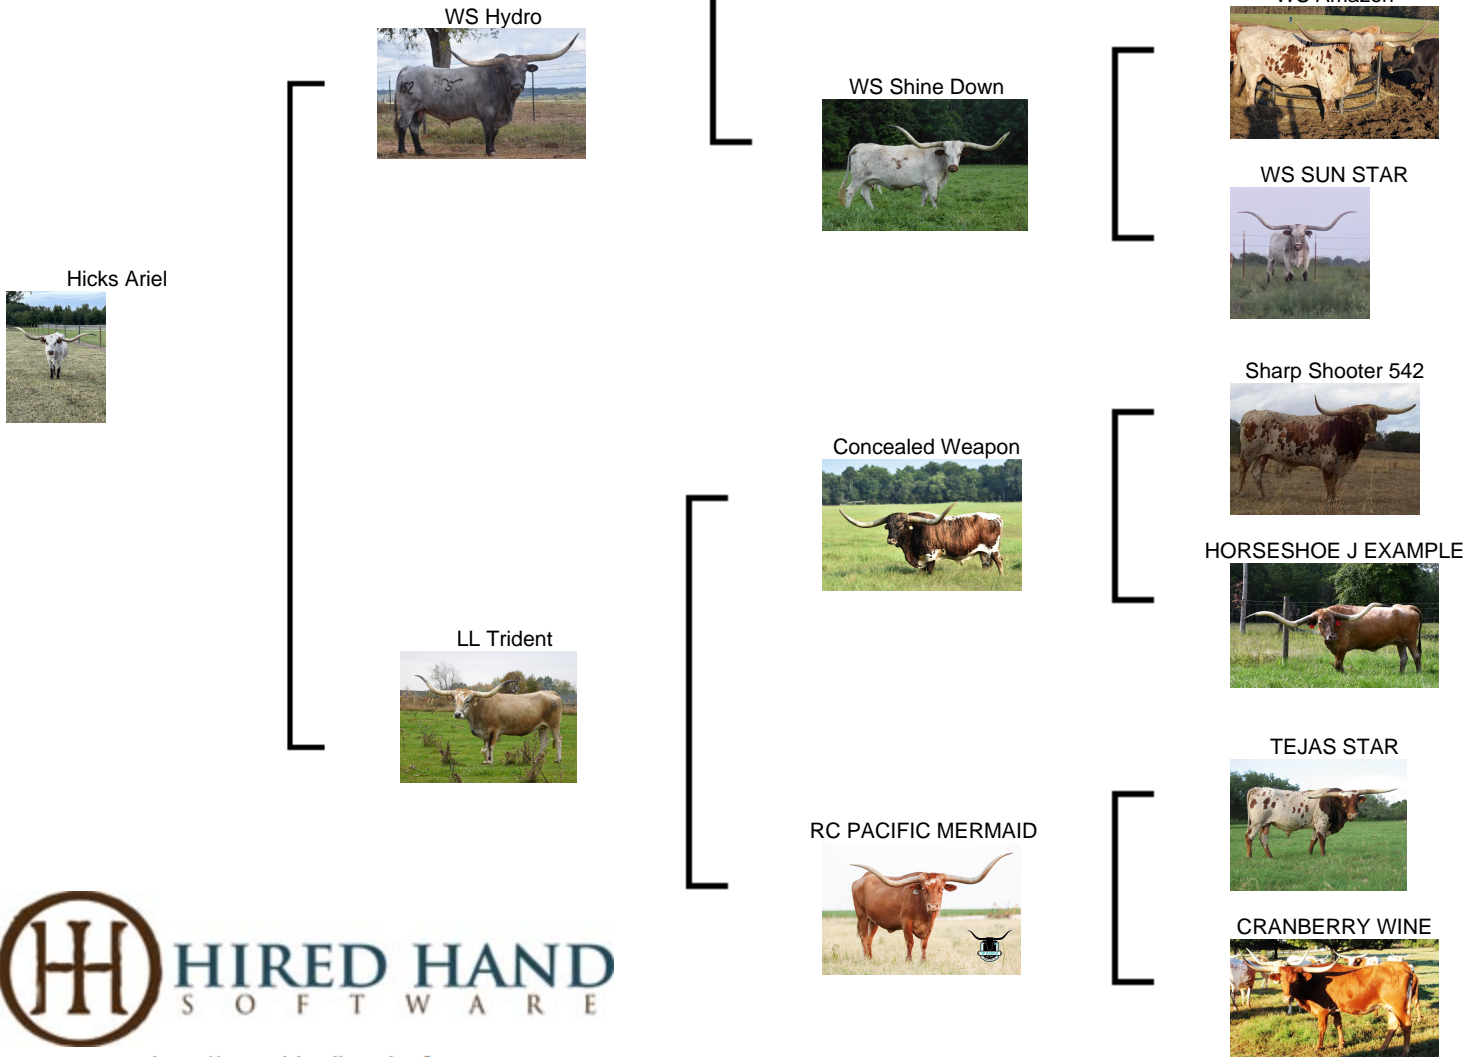 WS Hydro
WS Shine Down
WS SUN STAR
Hicks Ariel
Sharp Shooter 542
Concealed Weapon
HORSESHOE J EXAMPLE
LL Trident
TEJAS STAR
RC PACIFIC MERMAID
CRANBERRY WINE
HIRED HAND
SOFTWARE